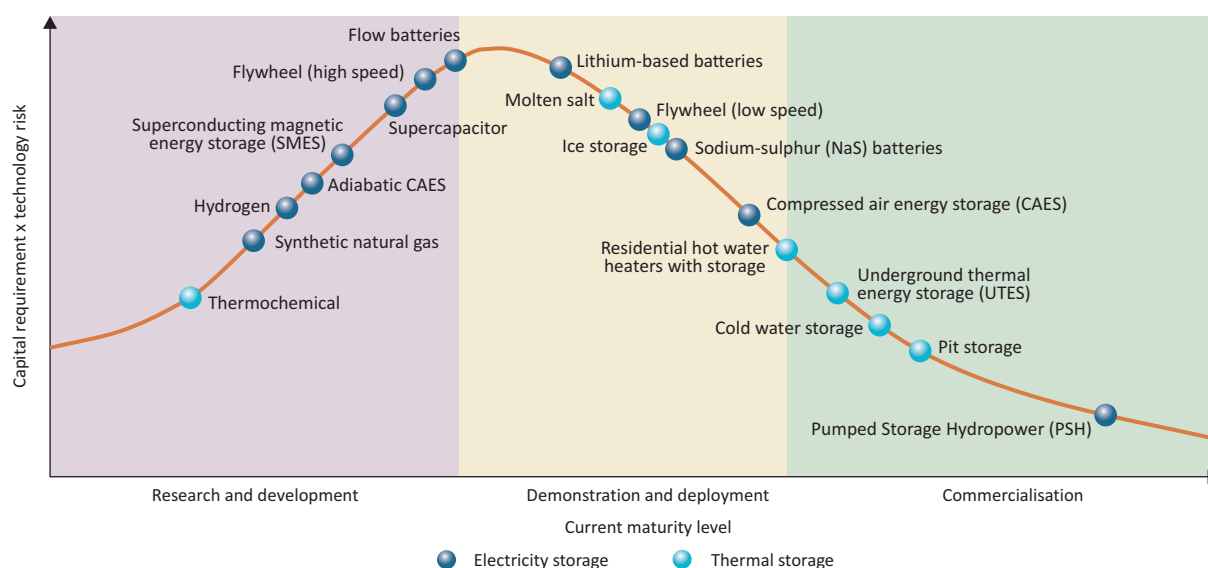 Capital requirement x technology risk
Flow batteries
Flywheel (high speed)
Supercapacitor
Superconducting magnetic
energy storage (SMES)
Adiabatic CAES
Hydrogen
Synthetic natural gas
Thermochemical
Lithium-based batteries
Molten salt
Flywheel (low speed)
Ice storage
Sodium-sulphur (NaS) batteries
Compressed air energy storage (CAES)
Residential hot water
heaters with storage
Underground thermal
energy storage (UTES)
Cold water storage
Pit storage
Pumped Storage Hydropower (PSH)
Research and development
Demonstration and deployment
Commercialisation
Current maturity level
Electricity storage
Thermal storage